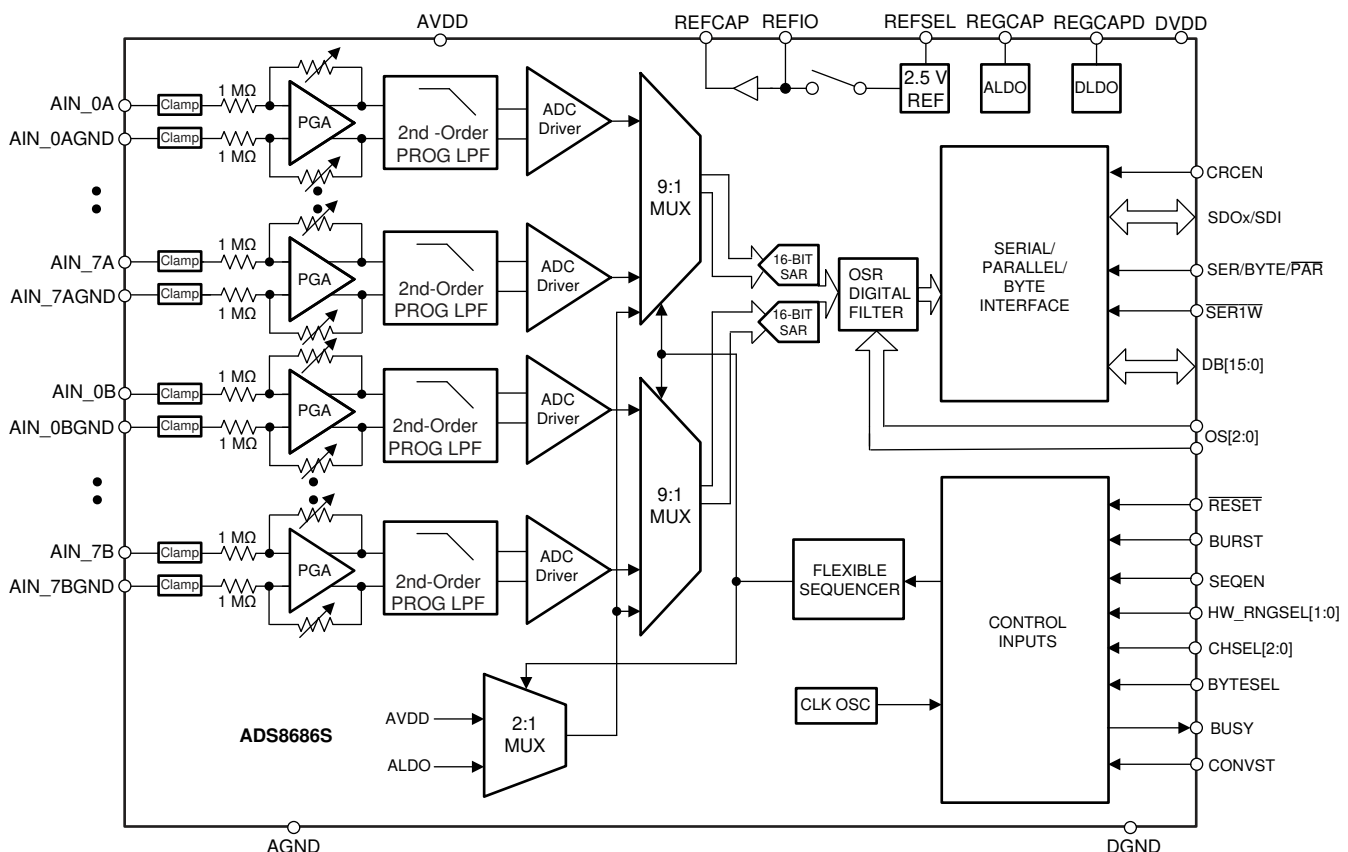 AVDD
REFCAP
REFIO
REFSEL
REGCAP
REGCAPD
DVDD
2.5 V
REF
ALDO
DLDO
AIN_0A
Clamp
1 MΩ
PGA
2nd -Order
PROG LPF
ADC
Driver
AIN_0AGND
Clamp
1 MΩ
9:1
MUX
AIN_7A
Clamp
1 MΩ
PGA
2nd-Order
PROG LPF
ADC
Driver
AIN_7AGND
Clamp
1 MΩ
16-BIT
SAR
16-BIT
SAR
OSR
DIGITAL
FILTER
SERIAL/
PARALLEL/
BYTE
INTERFACE
CRCEN
SDOx/SDI
SER/BYTE/P̅A̅R̅
S̅E̅R̅1̅W̅
DB[15:0]
OS[2:0]
AIN_0B
Clamp
1 MΩ
PGA
2nd-Order
PROG LPF
ADC
Driver
AIN_0BGND
Clamp
1 MΩ
9:1
MUX
AIN_7B
Clamp
1 MΩ
PGA
2nd-Order
PROG LPF
ADC
Driver
AIN_7BGND
Clamp
1 MΩ
FLEXIBLE
SEQUENCER
CLK OSC
CONTROL
INPUTS
R̅E̅S̅E̅T̅
BURST
SEQEN
HW_RNGSEL[1:0]
CHSEL[2:0]
BYTESEL
BUSY
CONVST
ADS8686S
AVDD
ALDO
2:1
MUX
AGND
DGND